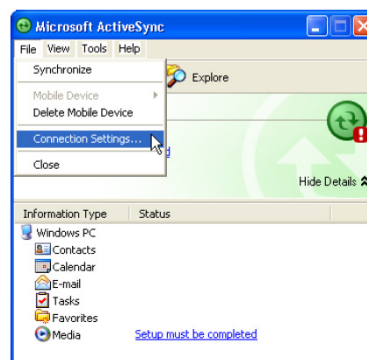 Microsoft ActiveSync
File View Tools Help
Synchronize
Explore
Mobile Device
Delete Mobile Device
Connection Settings...
Close
Hide Details
Information Type Status
Windows PC
Contacts
Calendar
E-mail
Tasks
Favorites
Media Setup must be completed